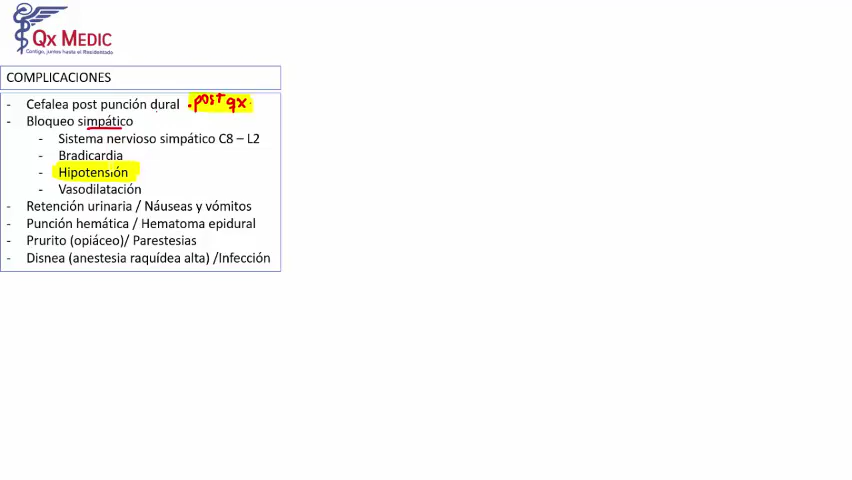 Qx MEDIC
Contigo, juntos hasta el Residentado
COMPLICACIONES
- Cefalea post punción dural .post qx.
- Bloqueo simpático
- Sistema nervioso simpático C8 – L2
- Bradicardia
- Hipotensión
- Vasodilatación
- Retención urinaria / Náuseas y vómitos
- Punción hemática / Hematoma epidural
- Prurito (opiáceo)/ Parestesias
- Disnea (anestesia raquídea alta) /Infección